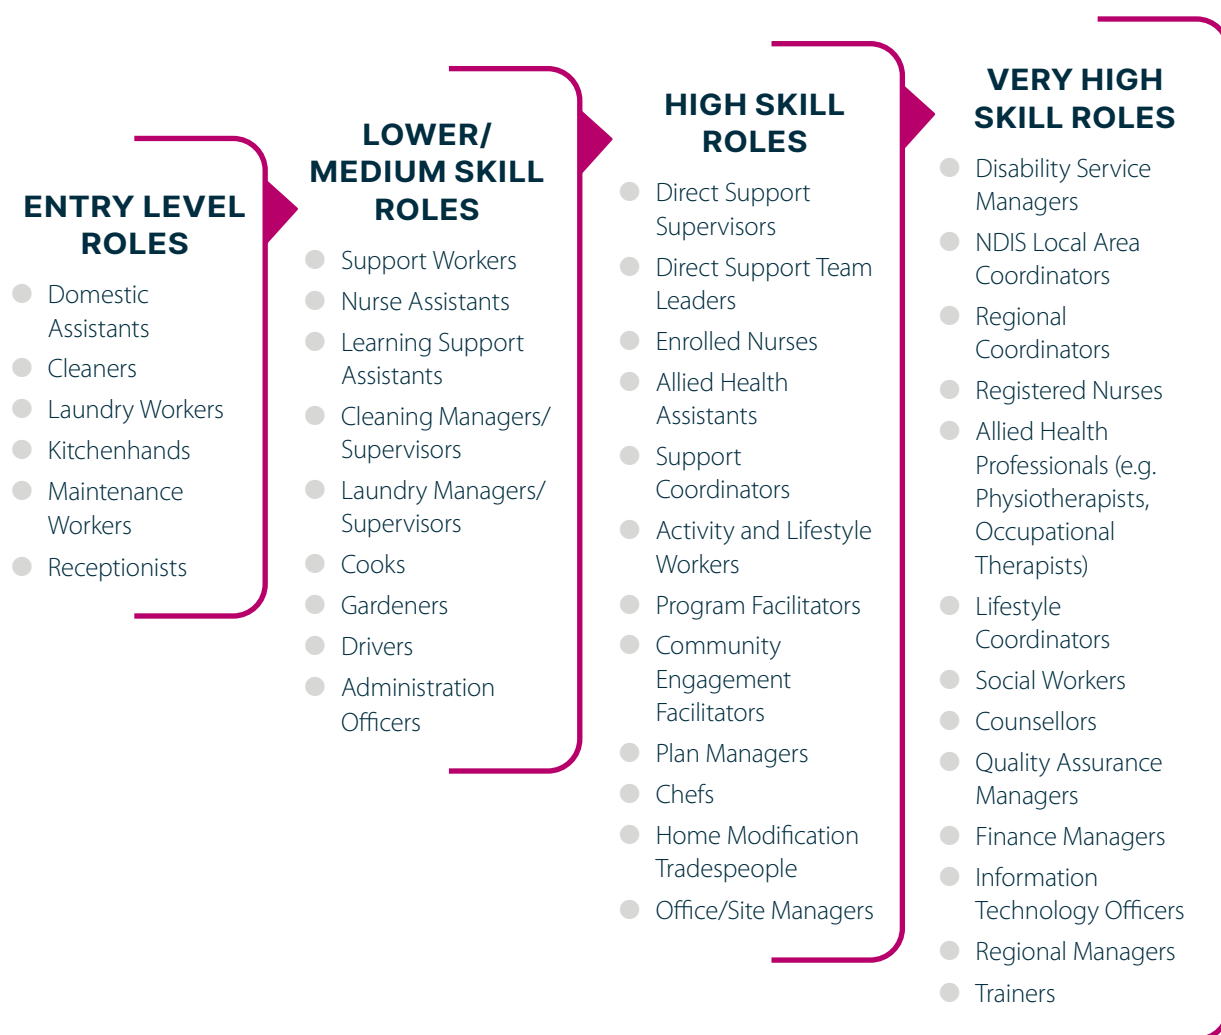 ENTRY LEVEL
ROLES
Domestic
Assistants
Cleaners
Laundry Workers
Kitchenhands
Maintenance
Workers
Receptionists
LOWER/
MEDIUM SKILL
ROLES
Support Workers
Nurse Assistants
Learning Support
Assistants
Cleaning Managers/
Supervisors
Laundry Managers/
Supervisors
Cooks
Gardeners
Drivers
Administration
Officers
HIGH SKILL
ROLES
Direct Support
Supervisors
Direct Support Team
Leaders
Enrolled Nurses
Allied Health
Assistants
Support
Coordinators
Activity and Lifestyle
Workers
Program Facilitators
Community
Engagement
Facilitators
Plan Managers
Chefs
Home Modification
Tradespeople
Office/Site Managers
VERY HIGH
SKILL ROLES
Disability Service
Managers
NDIS Local Area
Coordinators
Regional
Coordinators
Registered Nurses
Allied Health
Professionals (e.g.
Physiotherapists,
Occupational
Therapists)
Lifestyle
Coordinators
Social Workers
Counsellors
Quality Assurance
Managers
Finance Managers
Information
Technology Officers
Regional Managers
Trainers